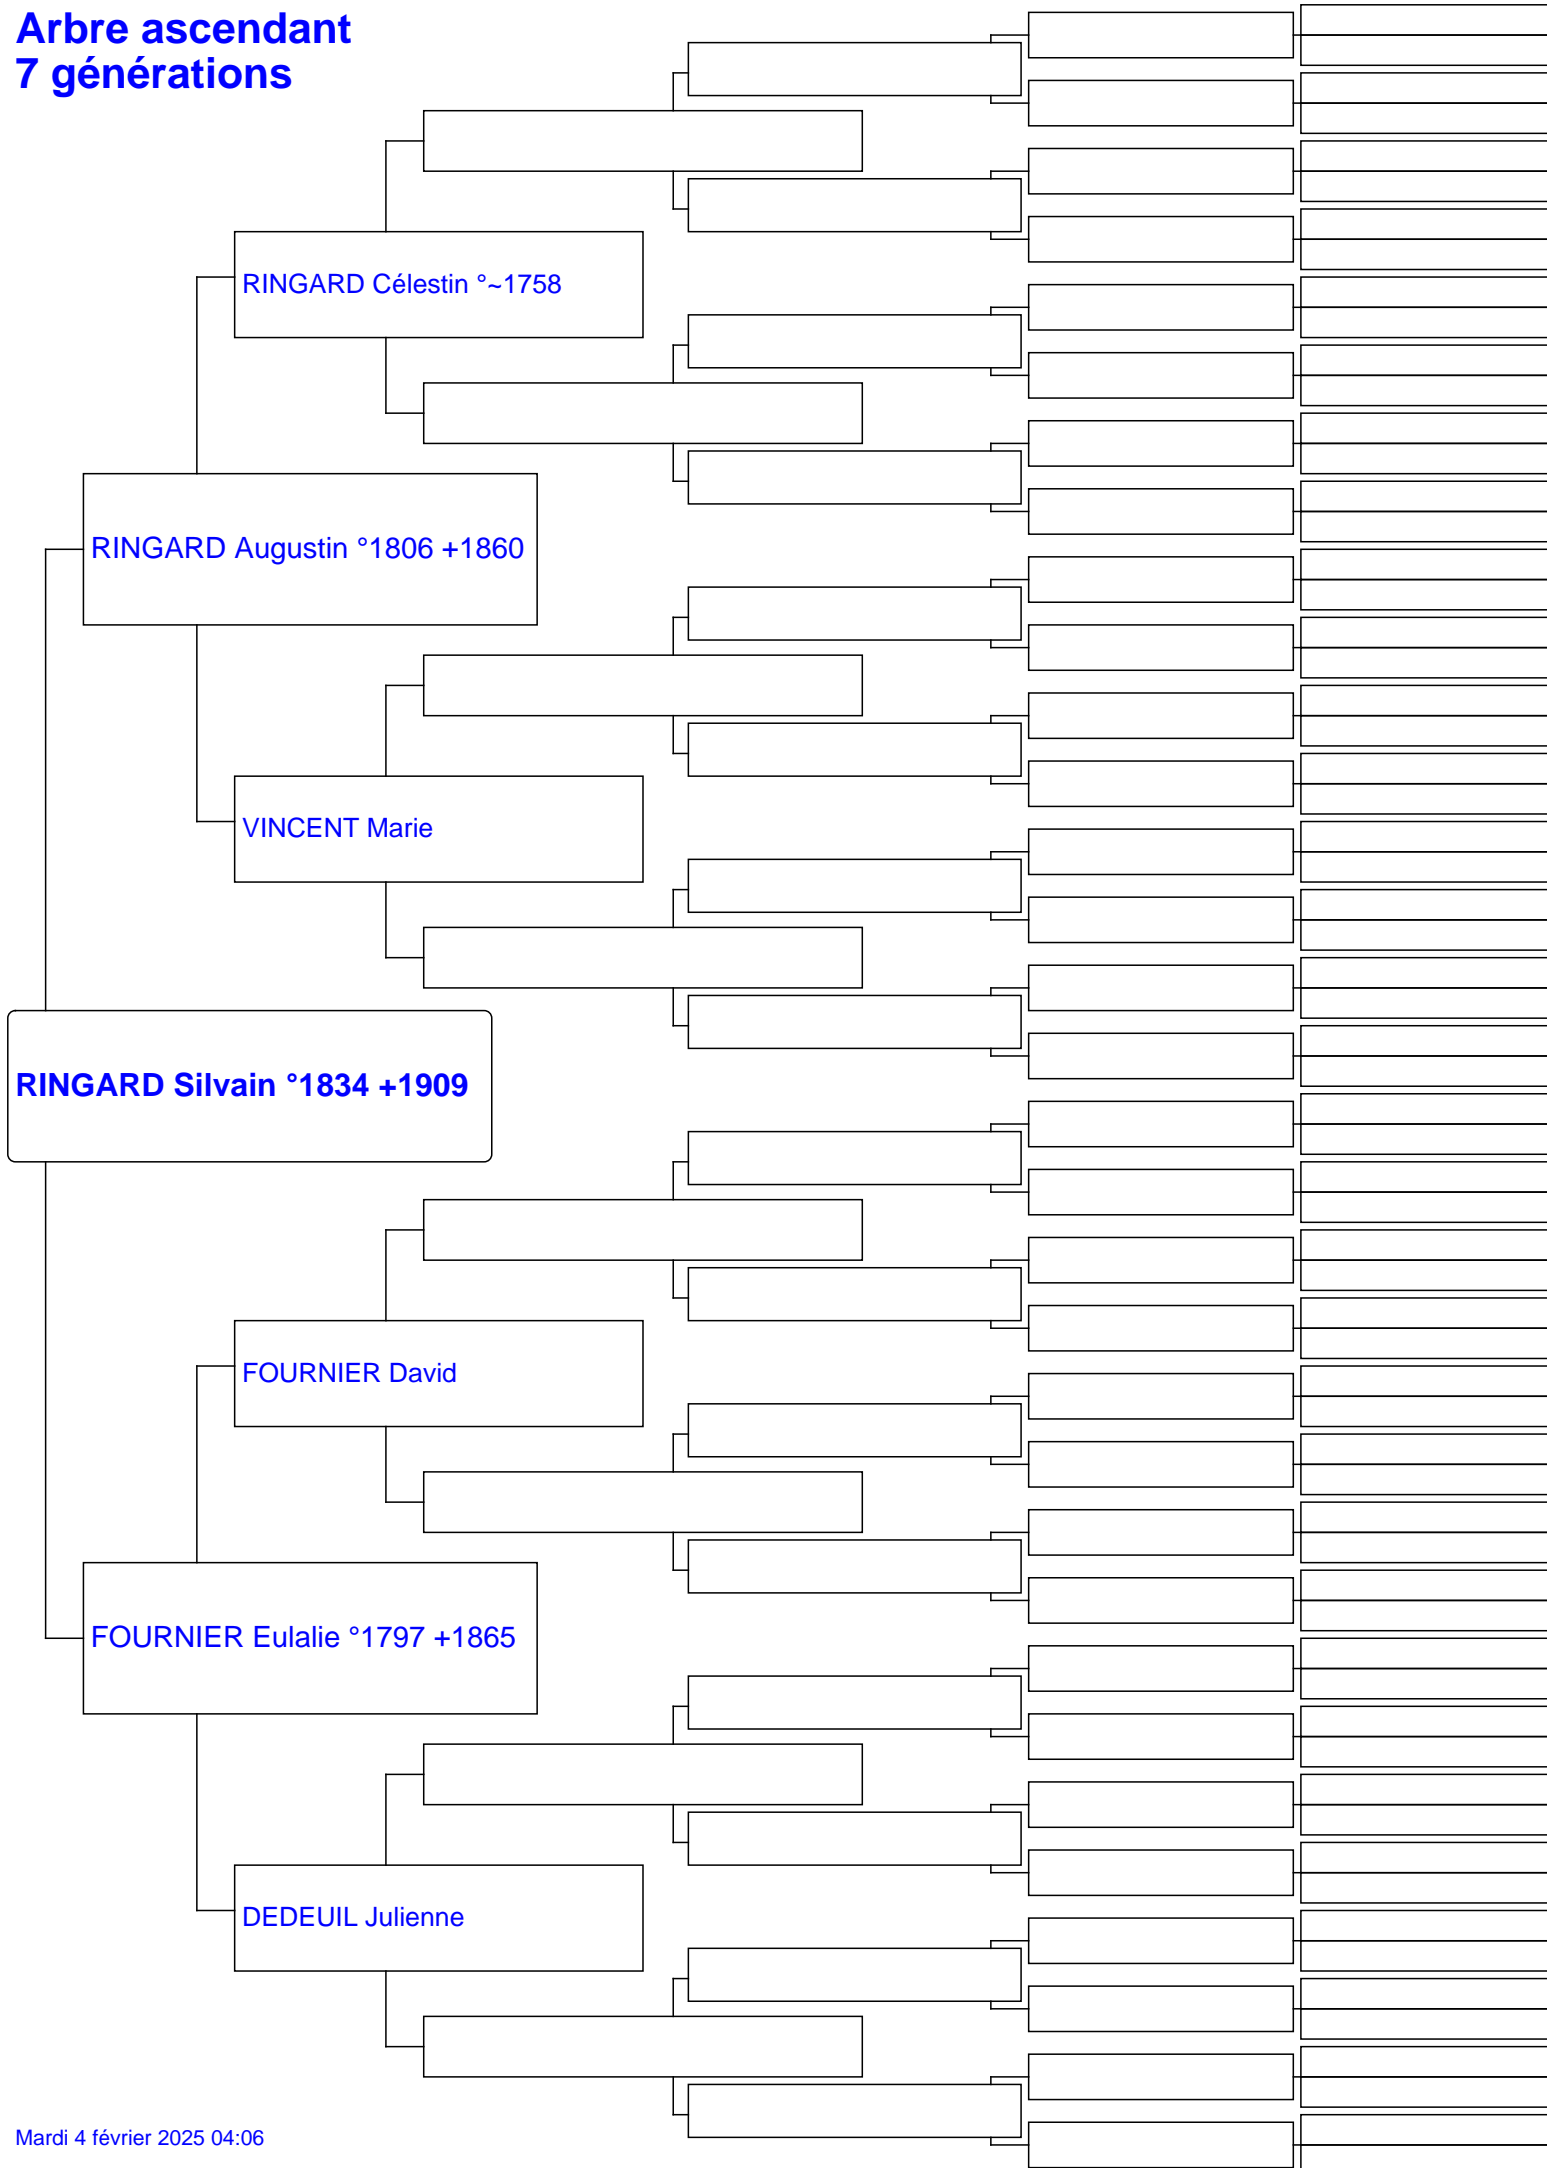 Arbre ascendant
7 générations
RINGARD Célestin °~1758
RINGARD Augustin °1806 +1860
VINCENT Marie
RINGARD Silvain °1834 +1909
FOURNIER David
FOURNIER Eulalie °1797 +1865
DEDEUIL Julienne
Mardi 4 février 2025 04:06